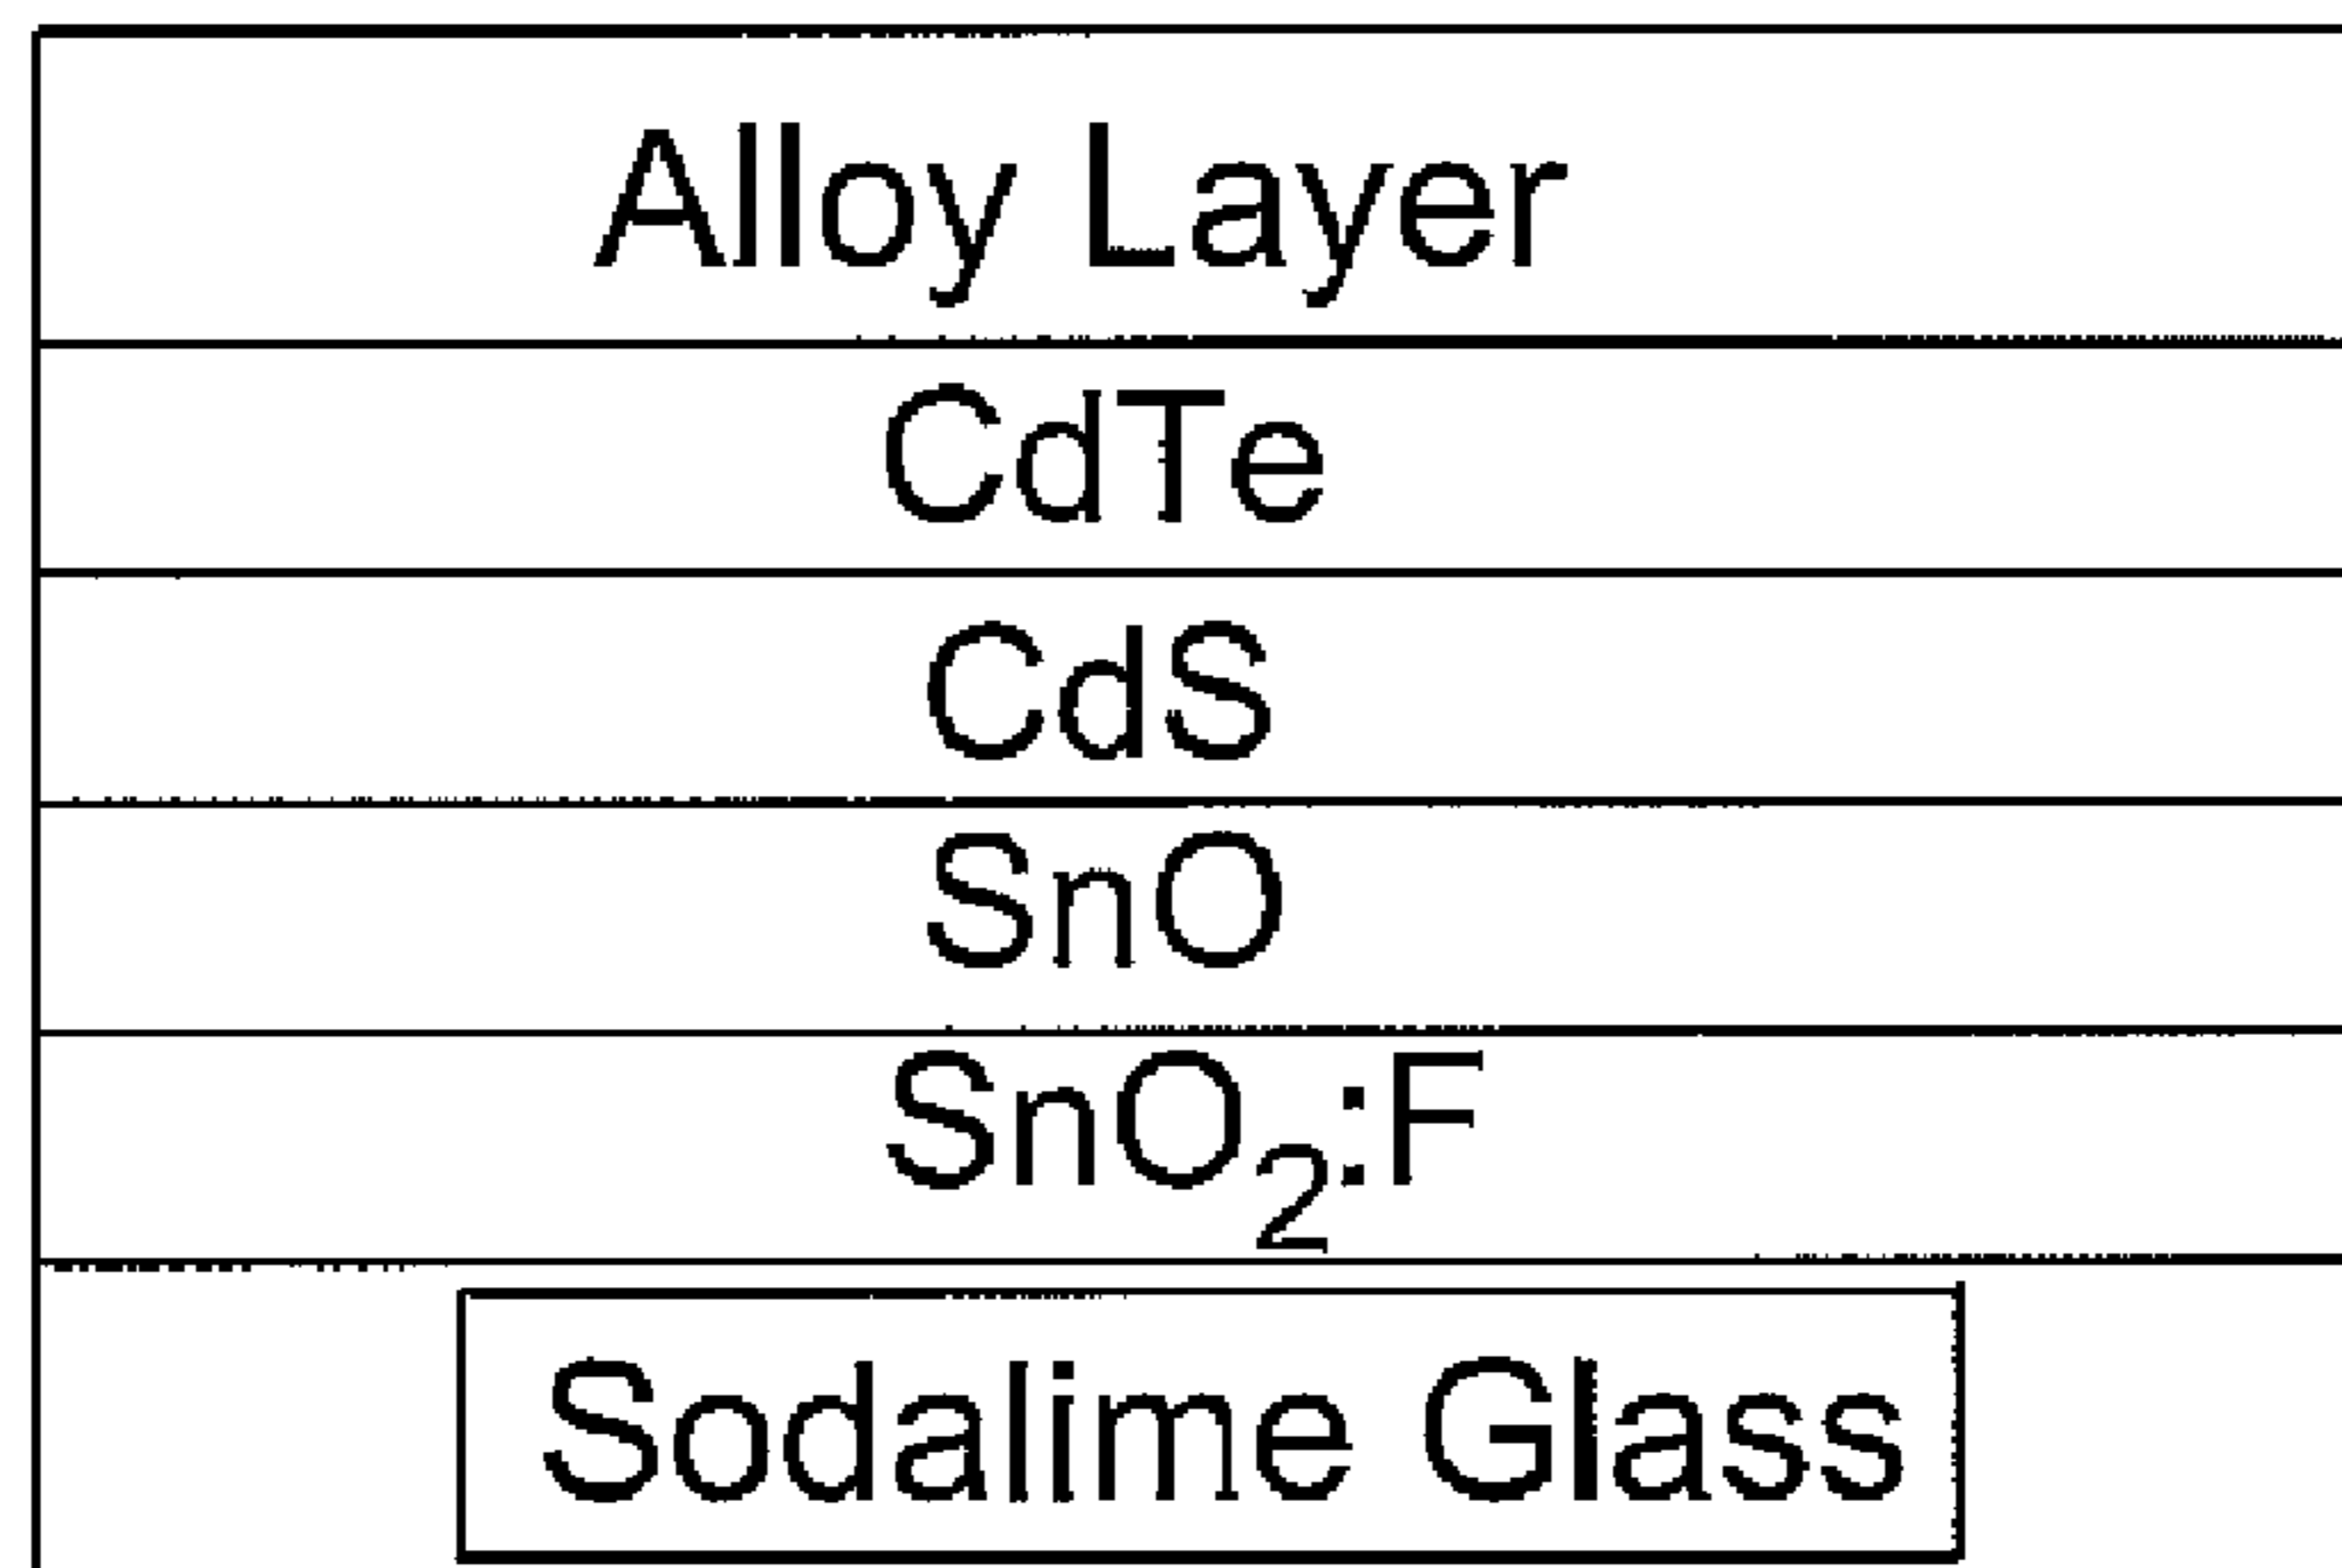 Alloy Layer
CdTe
CdS
SnO
SnO₂:F
Sodalime Glass